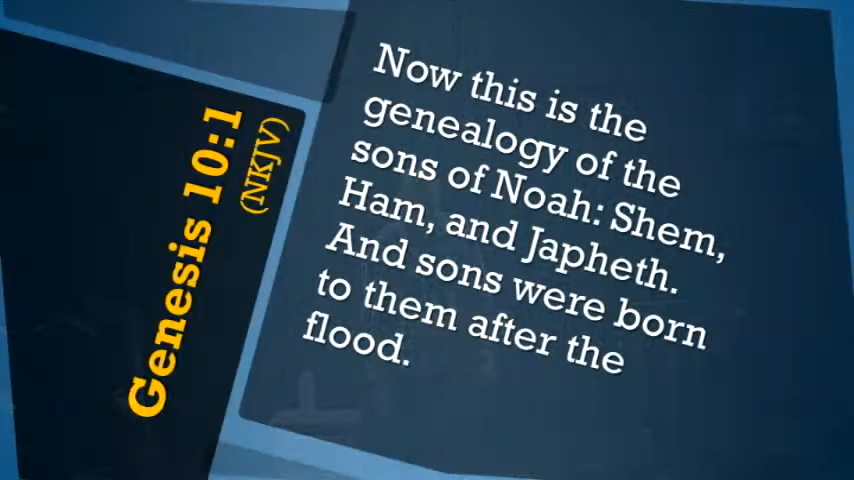 Genesis 10:1
(NKJV)
Now this is the
genealogy of the
sons of Noah: Shem,
Ham, and Japheth.
And sons were born
to them after the
flood.